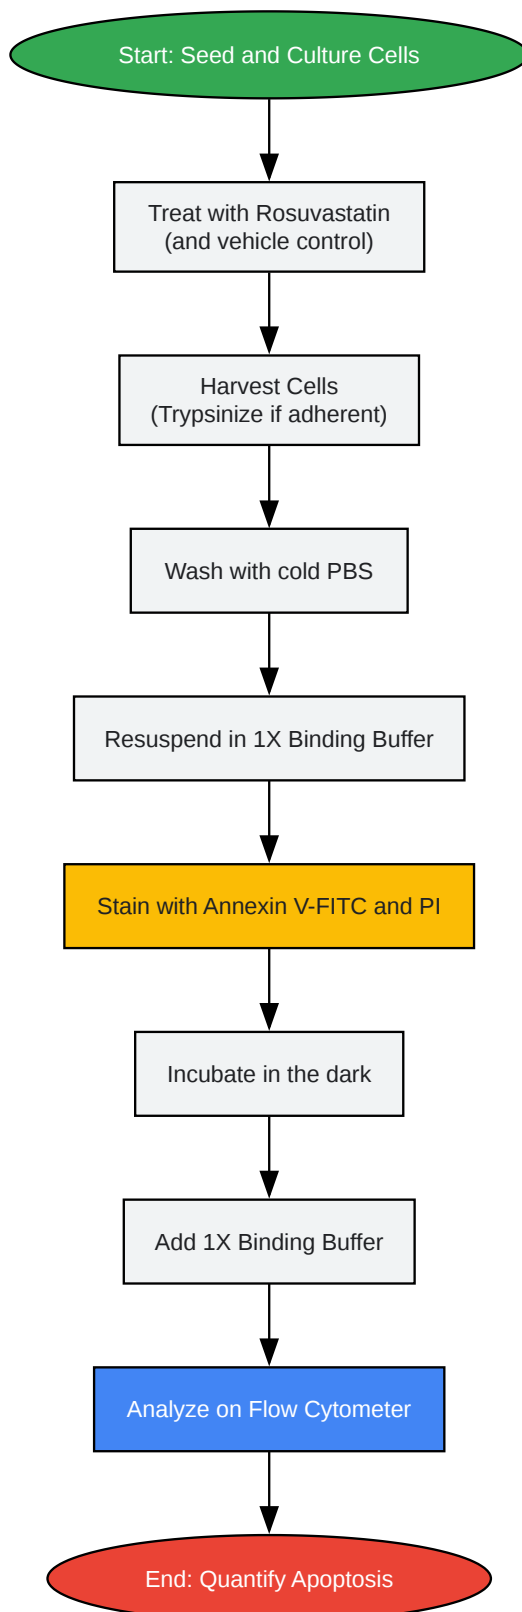 Start: Seed and Culture Cells
Treat with Rosuvastatin
(and vehicle control)
Harvest Cells
(Trypsinize if adherent)
Wash with cold PBS
Resuspend in 1X Binding Buffer
Stain with Annexin V-FITC and PI
Incubate in the dark
Add 1X Binding Buffer
Analyze on Flow Cytometer
End: Quantify Apoptosis